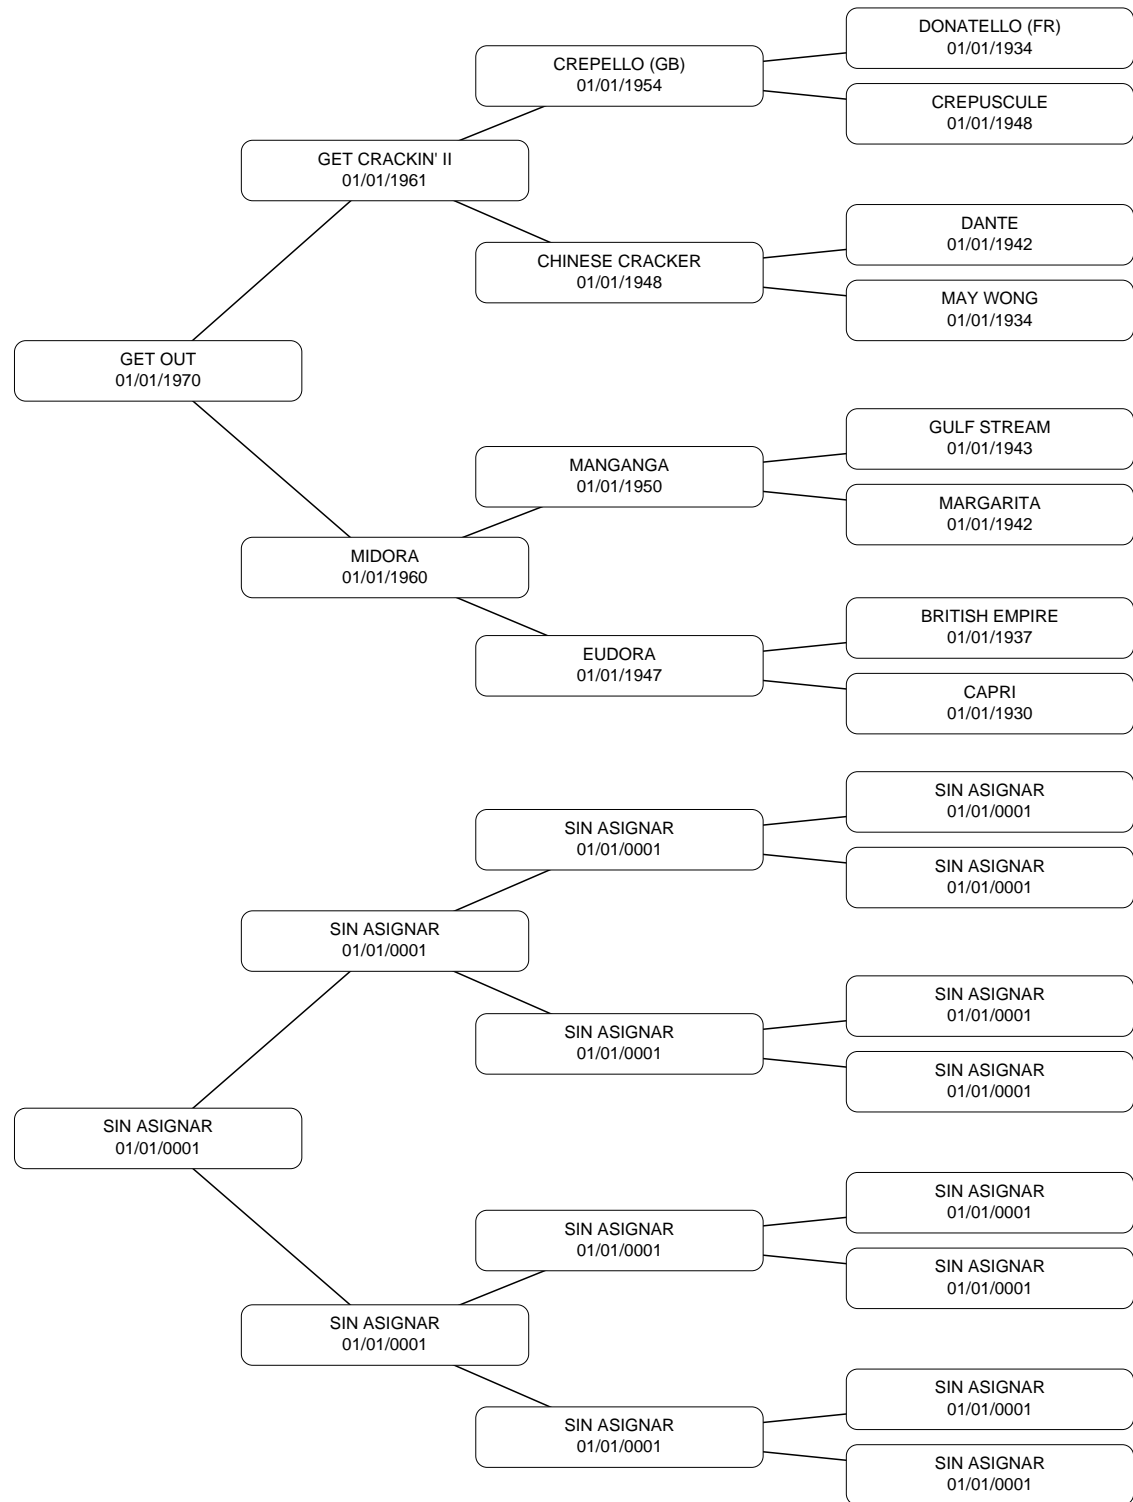 DONATELLO (FR)
01/01/1934
CREPELLO (GB)
01/01/1954
CREPUSCULE
01/01/1948
GET CRACKIN' II
01/01/1961
DANTE
01/01/1942
CHINESE CRACKER
01/01/1948
MAY WONG
01/01/1934
GET OUT
01/01/1970
GULF STREAM
01/01/1943
MANGANGA
01/01/1950
MARGARITA
01/01/1942
MIDORA
01/01/1960
BRITISH EMPIRE
01/01/1937
EUDORA
01/01/1947
CAPRI
01/01/1930
SIN ASIGNAR
01/01/0001
SIN ASIGNAR
01/01/0001
SIN ASIGNAR
01/01/0001
SIN ASIGNAR
01/01/0001
SIN ASIGNAR
01/01/0001
SIN ASIGNAR
01/01/0001
SIN ASIGNAR
01/01/0001
SIN ASIGNAR
01/01/0001
SIN ASIGNAR
01/01/0001
SIN ASIGNAR
01/01/0001
SIN ASIGNAR
01/01/0001
SIN ASIGNAR
01/01/0001
SIN ASIGNAR
01/01/0001
SIN ASIGNAR
01/01/0001
SIN ASIGNAR
01/01/0001